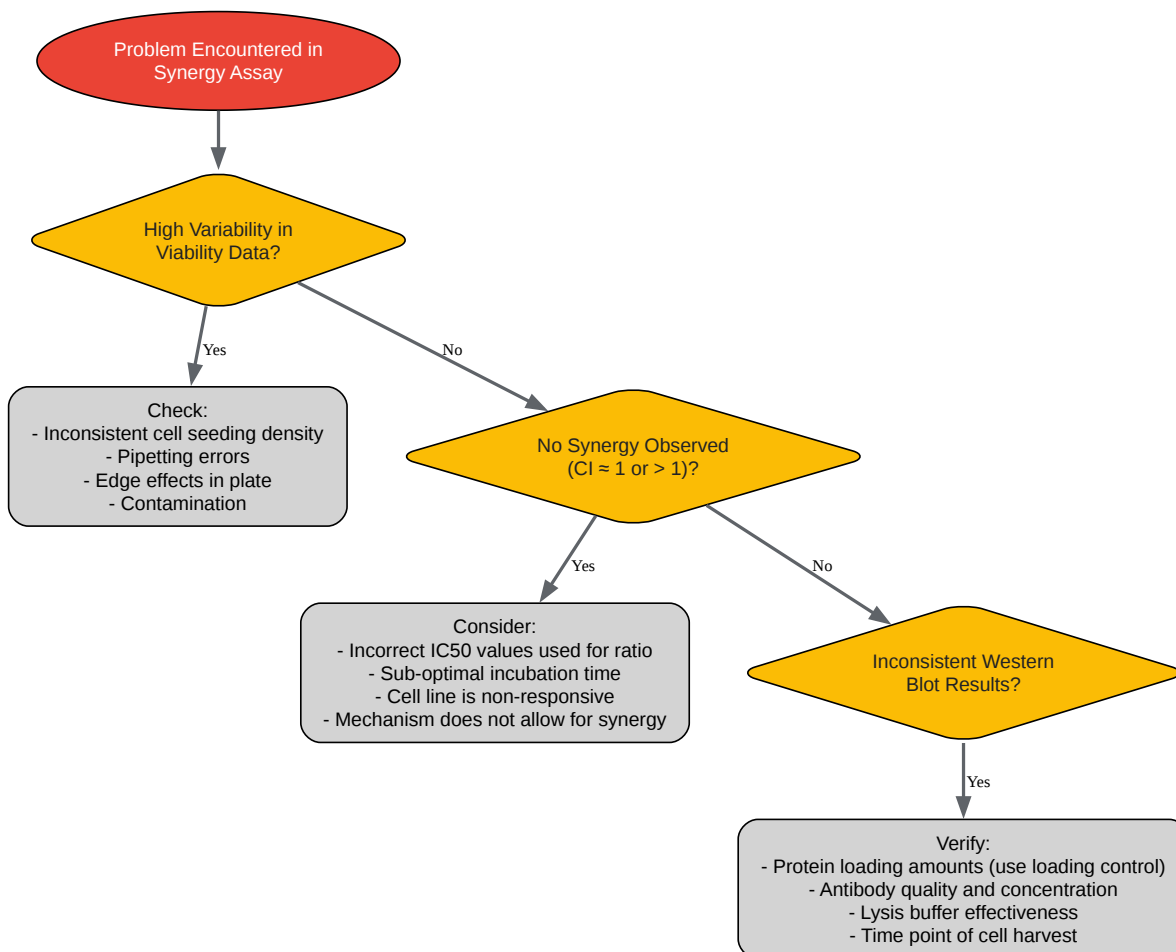 Problem Encountered in
Synergy Assay
High Variability in
Viability Data?
Yes
No
Check:
- Inconsistent cell seeding density
- Pipetting errors
- Edge effects in plate
- Contamination
No Synergy Observed
(CI ≈ 1 or > 1)?
Yes
No
Consider:
- Incorrect IC50 values used for ratio
- Sub-optimal incubation time
- Cell line is non-responsive
- Mechanism does not allow for synergy
Inconsistent Western
Blot Results?
Yes
Verify:
- Protein loading amounts (use loading control)
- Antibody quality and concentration
- Lysis buffer effectiveness
- Time point of cell harvest